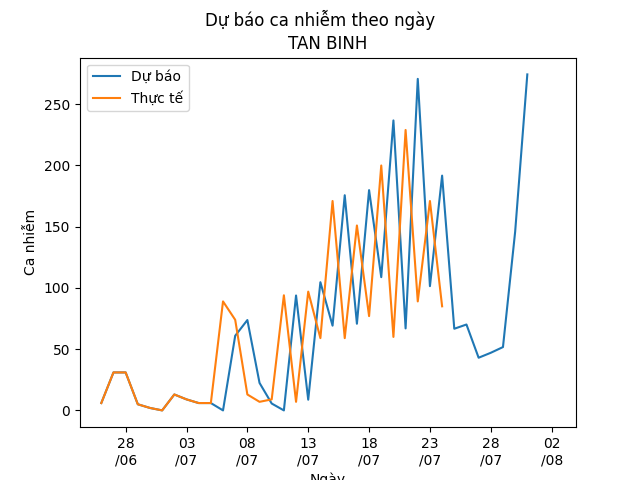 Dự báo ca nhiễm theo ngày
TAN BINH
Dự báo
Thực tế
Ca nhiễm
250
200
150
100
50
0
28 03 08 13 18 23 28 02
/06 /07 /07 /07 /07 /07 /07 /08
Ngày